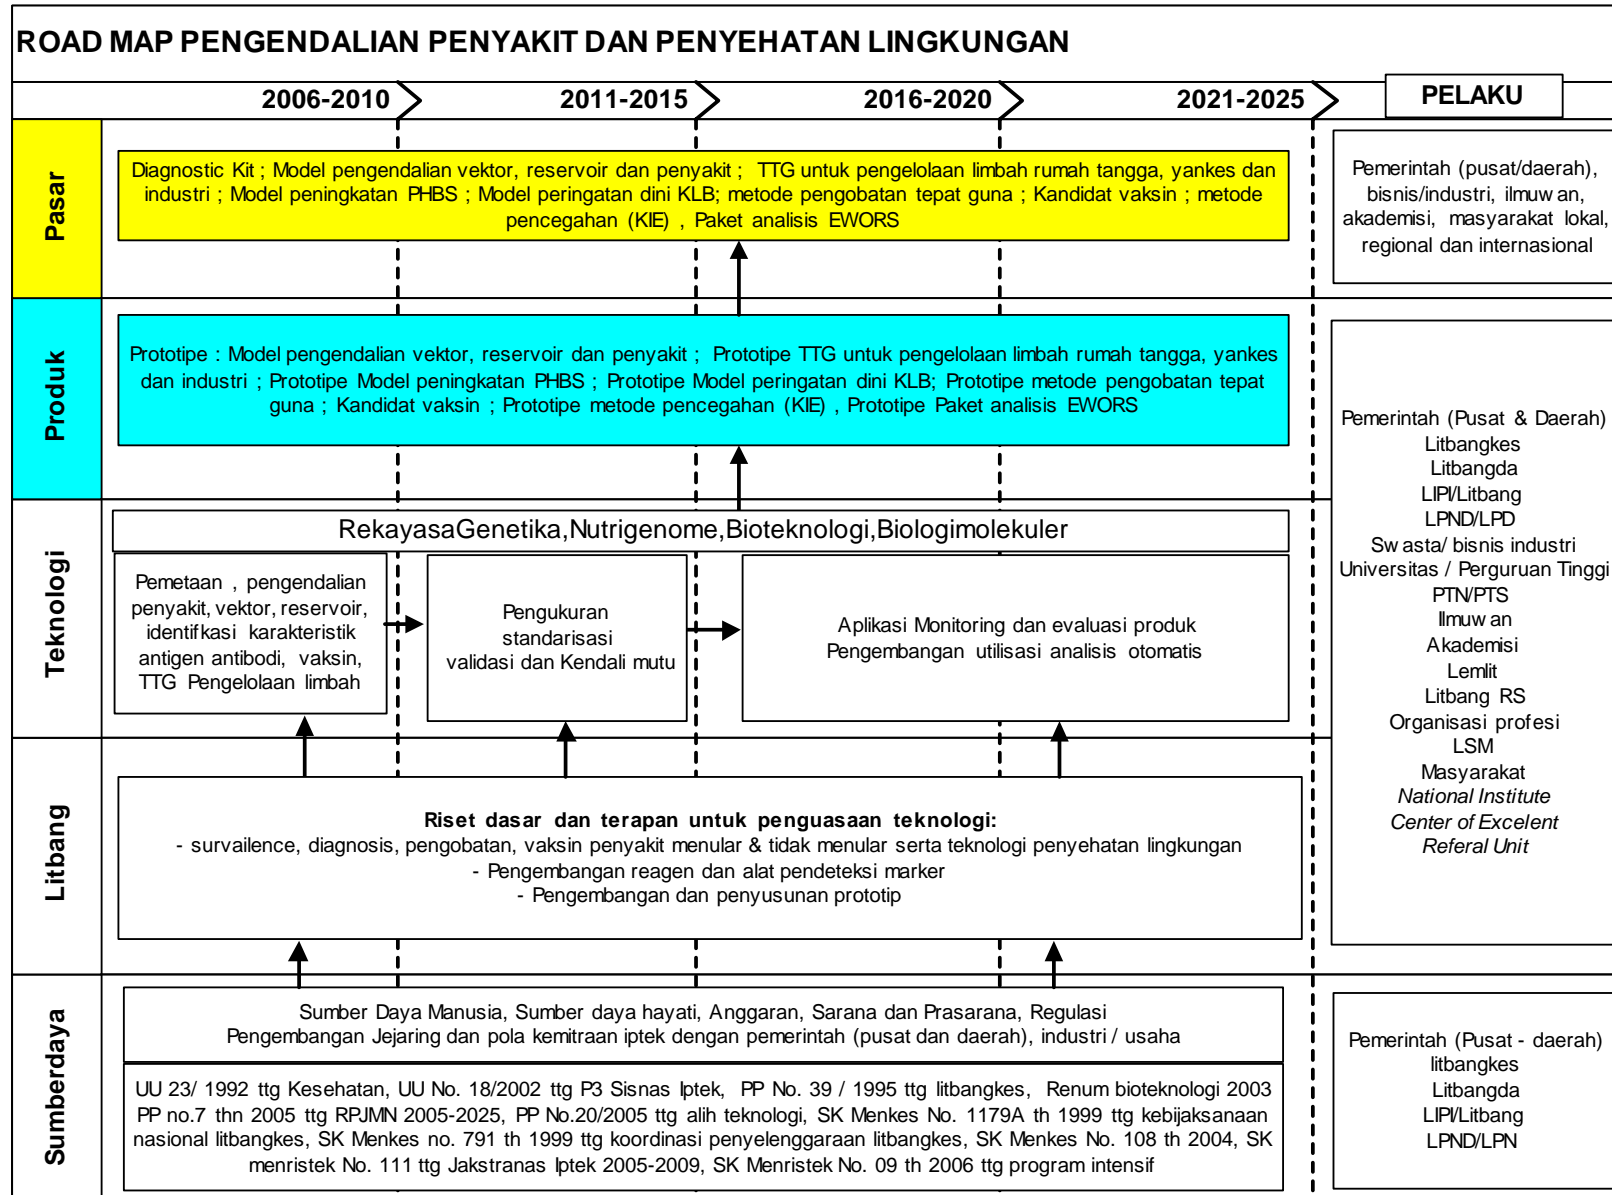 ROAD MAP PENGENDALIAN PENYAKIT DAN PENYEHATAN LINGKUNGAN
2006-2010
2011-2015
2016-2020
2021-2025
PELAKU
Pasar
Diagnostic Kit ; Model pengendalian vektor, reservoir dan penyakit ; TTG untuk pengelolaan limbah rumah tangga, yankes dan
industri ; Model peningkatan PHBS ; Model peringatan dini KLB; metode pengobatan tepat guna ; Kandidat vaksin ; metode
pencegahan (KIE) , Paket analisis EWORS
Pemerintah (pusat/daerah),
bisnis/industri, ilmuwan,
akademisi, masyarakat lokal,
regional dan internasional
Produk
Prototipe : Model pengendalian vektor, reservoir dan penyakit ; Prototipe TTG untuk pengelolaan limbah rumah tangga, yankes
dan industri ; Prototipe Model peningkatan PHBS ; Prototipe Model peringatan dini KLB; Prototipe metode pengobatan tepat
guna ; Kandidat vaksin ; Prototipe metode pencegahan (KIE) , Prototipe Paket analisis EWORS
Teknologi
RekayasaGenetika,Nutrigenome,Bioteknologi,Biologimolekuler
Pemetaan , pengendalian
penyakit, vektor, reservoir,
identifkasi karakteristik
antigen antibodi, vaksin,
TTG Pengelolaan limbah
Pengukuran
standarisasi
validasi dan Kendali mutu
Aplikasi Monitoring dan evaluasi produk
Pengembangan utilisasi analisis otomatis
Pemerintah (Pusat & Daerah)
Litbangkes
Litbangda
LIPI/Litbang
LPND/LPD
Swasta/ bisnis industri
Universitas / Perguruan Tinggi
PTN/PTS
Ilmuwan
Akademisi
Lemlit
Litbang RS
Organisasi profesi
LSM
Masyarakat
National Institute
Center of Excelent
Referal Unit
Litbang
Riset dasar dan terapan untuk penguasaan teknologi:
- survailence, diagnosis, pengobatan, vaksin penyakit menular & tidak menular serta teknologi penyehatan lingkungan
- Pengembangan reagen dan alat pendeteksi marker
- Pengembangan dan penyusunan prototip
Sumberdaya
Sumber Daya Manusia, Sumber daya hayati, Anggaran, Sarana dan Prasarana, Regulasi
Pengembangan Jejaring dan pola kemitraan iptek dengan pemerintah (pusat dan daerah), industri / usaha
UU 23/ 1992 ttg Kesehatan, UU No. 18/2002 ttg P3 Sisnas Iptek, PP No. 39 / 1995 ttg litbangkes, Renum bioteknologi 2003
PP no.7 thn 2005 ttg RPJMN 2005-2025, PP No.20/2005 ttg alih teknologi, SK Menkes No. 1179A th 1999 ttg kebijaksanaan
nasional litbangkes, SK Menkes no. 791 th 1999 ttg koordinasi penyelenggaraan litbangkes, SK Menkes No. 108 th 2004, SK
menristek No. 111 ttg Jakstranas Iptek 2005-2009, SK Menristek No. 09 th 2006 ttg program intensif
Pemerintah (Pusat - daerah)
litbangkes
Litbangda
LIPI/Litbang
LPND/LPN